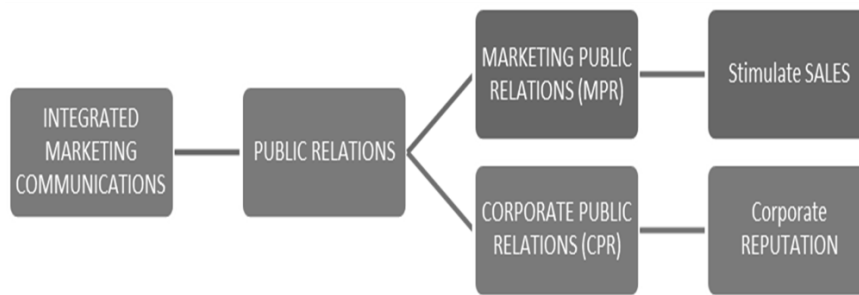 INTEGRATED
MARKETING
COMMUNICATIONS
PUBLIC RELATIONS
MARKETING PUBLIC
RELATIONS (MPR)
Stimulate SALES
CORPORATE PUBLIC
RELATIONS (CPR)
Corporate
REPUTATION